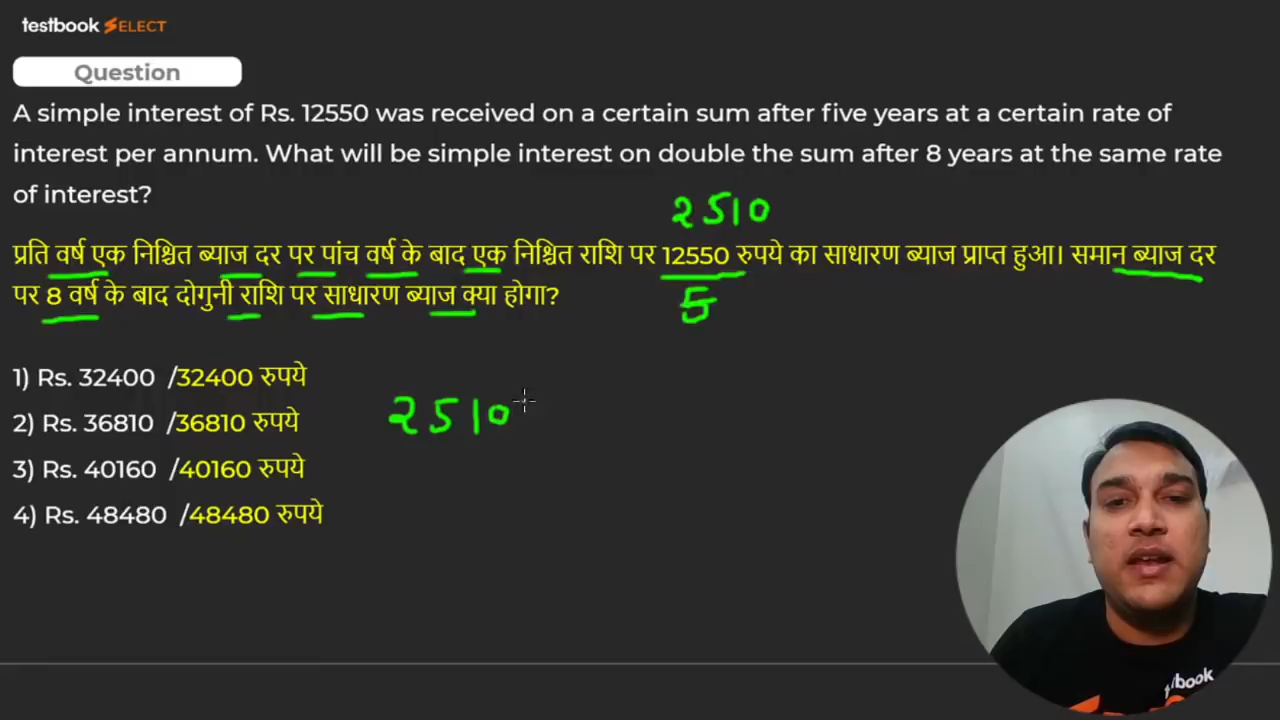 testbook SELECT
Question
A simple interest of Rs. 12550 was received on a certain sum after five years at a certain rate of
interest per annum. What will be simple interest on double the sum after 8 years at the same rate
of interest?
2510
प्रति वर्ष एक निश्चित ब्याज दर पर पांच वर्ष के बाद एक निश्चित राशि पर 12550 रुपये का साधारण ब्याज प्राप्त हुआ। समान ब्याज दर
पर 8 वर्ष के बाद दोगुनी राशि पर साधारण ब्याज क्या होगा?
5
1) Rs. 32400 /32400 रुपये
2) Rs. 36810 /36810 रुपये
2510
3) Rs. 40160 /40160 रुपये
4) Rs. 48480 /48480 रुपये